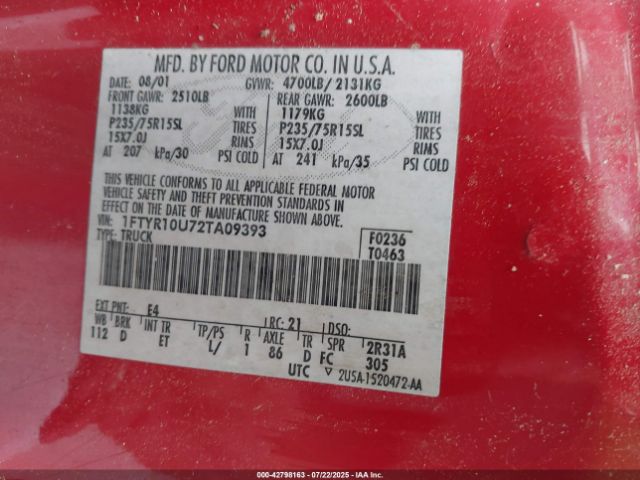 MFD. BY FORD MOTOR CO. IN U.S.A.
DATE: 08/01 GVWR: 4700LB/ 2131KG
FRONT GAWR: 2510LB REAR GAWR: 2600LB
1138KG WITH 1179KG WITH
P235/75R15SL TIRES P235/75R15SL TIRES
15X7.0J RIMS 15X7.0J RIMS
AT 207 kPa/30 PSI COLD AT 241 kPa/35 PSI COLD
THIS VEHICLE CONFORMS TO ALL APPLICABLE FEDERAL MOTOR
VEHICLE SAFETY AND THEFT PREVENTION STANDARDS IN
EFFECT ON THE DATE OF MANUFACTURE SHOWN ABOVE.
VIN: 1FTYR10U72TA09393 F0236
TYPE: TRUCK T0463
EXT PNT: E4 RC: 21 DSO:
WB BRK INT TR TP/PS R AXLE TR SPR 2R31A
112 D ET L/ 1 86 D FC 305
UTC ▽ 2USA-1520472-AA
000-42798163 - 07/22/2025 - IAAI.COM